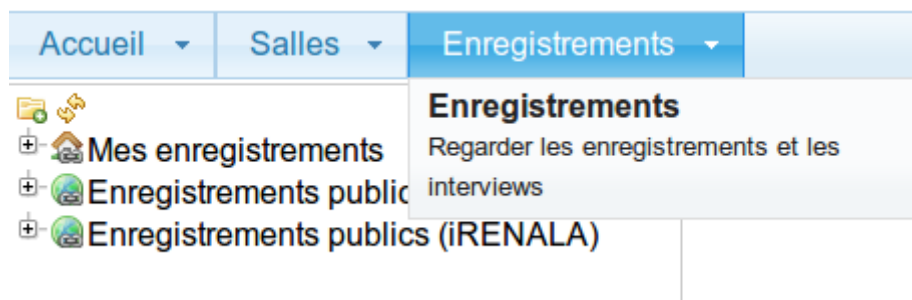 Accueil
Salles
Enregistrements
Enregistrements
Regarder les enregistrements et les
interviews
Mes enregistrements
Enregistrements public
Enregistrements publics (iRENALA)